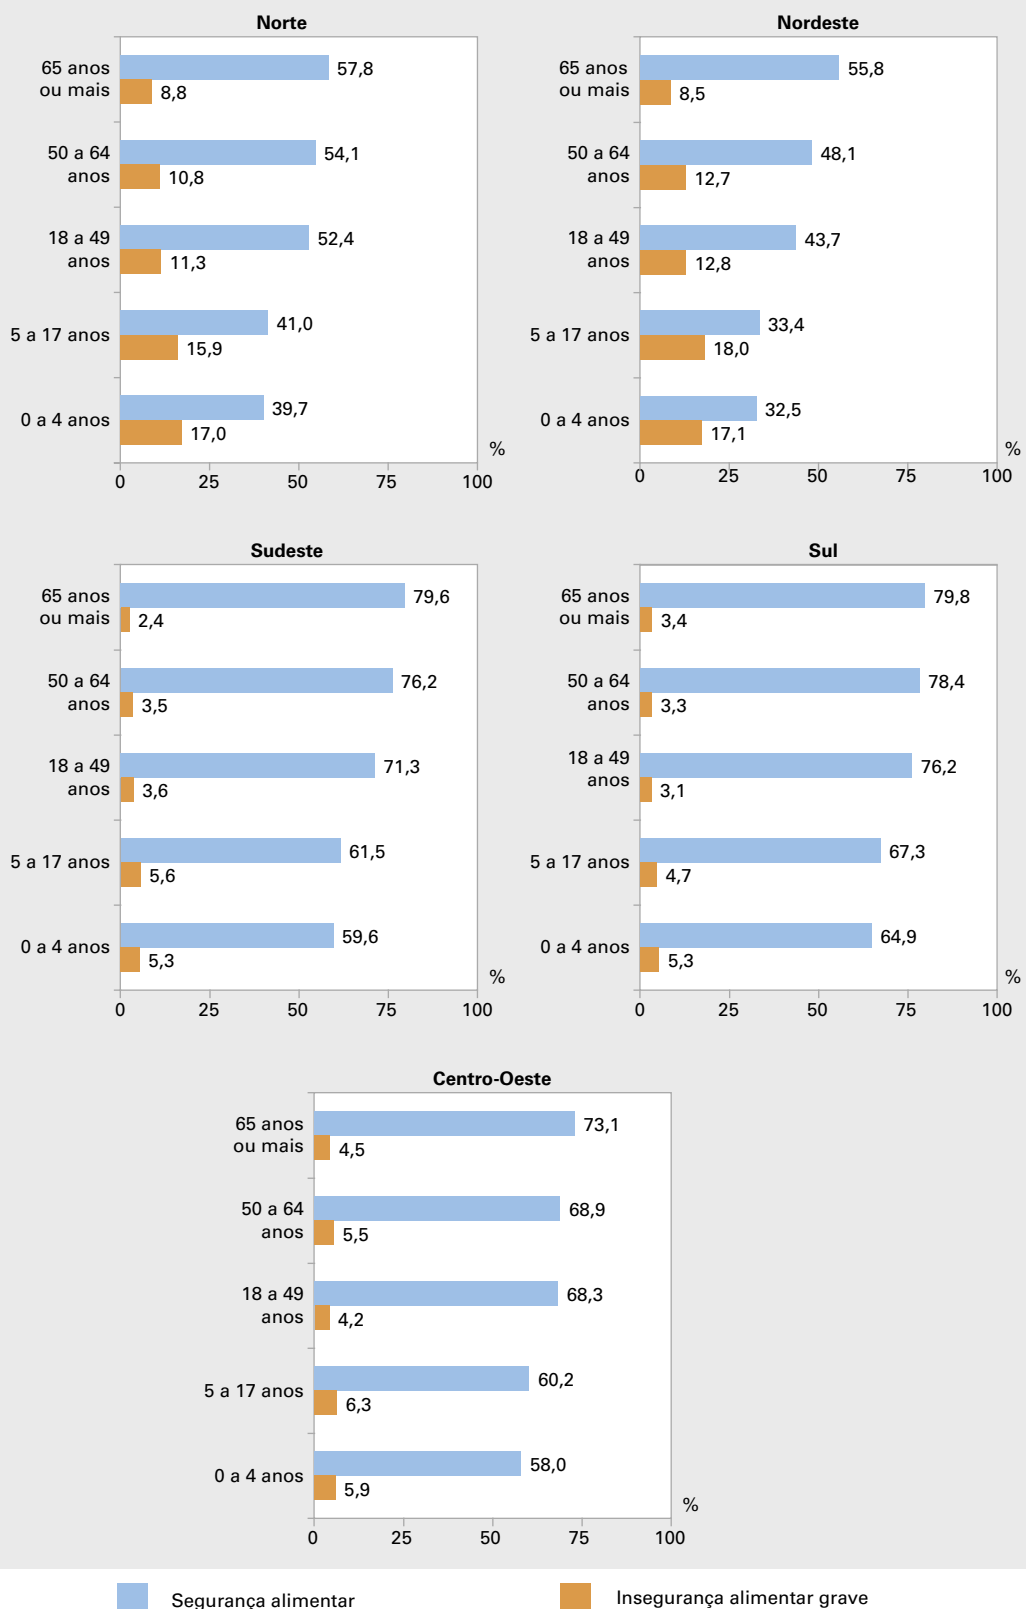 Norte
65 anos
ou mais
57,8
8,8
50 a 64
anos
54,1
10,8
18 a 49
anos
52,4
11,3
5 a 17 anos
41,0
15,9
0 a 4 anos
39,7
17,0
%
0 25 50 75 100
Nordeste
65 anos
ou mais
55,8
8,5
50 a 64
anos
48,1
12,7
18 a 49
anos
43,7
12,8
5 a 17 anos
33,4
18,0
0 a 4 anos
32,5
17,1
%
0 25 50 75 100
Sudeste
65 anos
ou mais
79,6
2,4
50 a 64
anos
76,2
3,5
18 a 49
anos
71,3
3,6
5 a 17 anos
61,5
5,6
0 a 4 anos
59,6
5,3
%
0 25 50 75 100
Sul
65 anos
ou mais
79,8
3,4
50 a 64
anos
78,4
3,3
18 a 49
anos
76,2
3,1
5 a 17 anos
67,3
4,7
0 a 4 anos
64,9
5,3
%
0 25 50 75 100
Centro-Oeste
65 anos
ou mais
73,1
4,5
50 a 64
anos
68,9
5,5
18 a 49
anos
68,3
4,2
5 a 17 anos
60,2
6,3
0 a 4 anos
58,0
5,9
%
0 25 50 75 100
Segurança alimentar
Insegurança alimentar grave